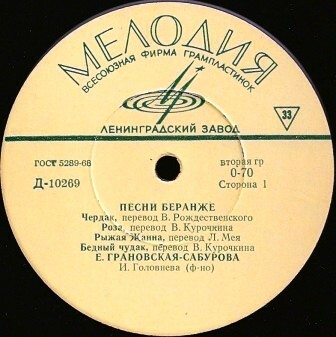 МЕЛОДИЯ
ВСЕСОЮЗНАЯ ФИРМА ГРАМПЛАСТИНОК
ЛЕНИНГРАДСКИЙ ЗАВОД
33
ГОСТ 5289-68
Д-10269
вторая гр
0-70
Сторона 1
ПЕСНИ БЕРАНЖЕ
Чердак, перевод В. Рождественского
Роза, перевод В. Курочкина
Рыжая Жанна, перевод Л. Мея
Бедный чудак, перевод В. Курочкина
Е. ГРАНОВСКАЯ-САБУРОВА
И. Головнева (ф-но)